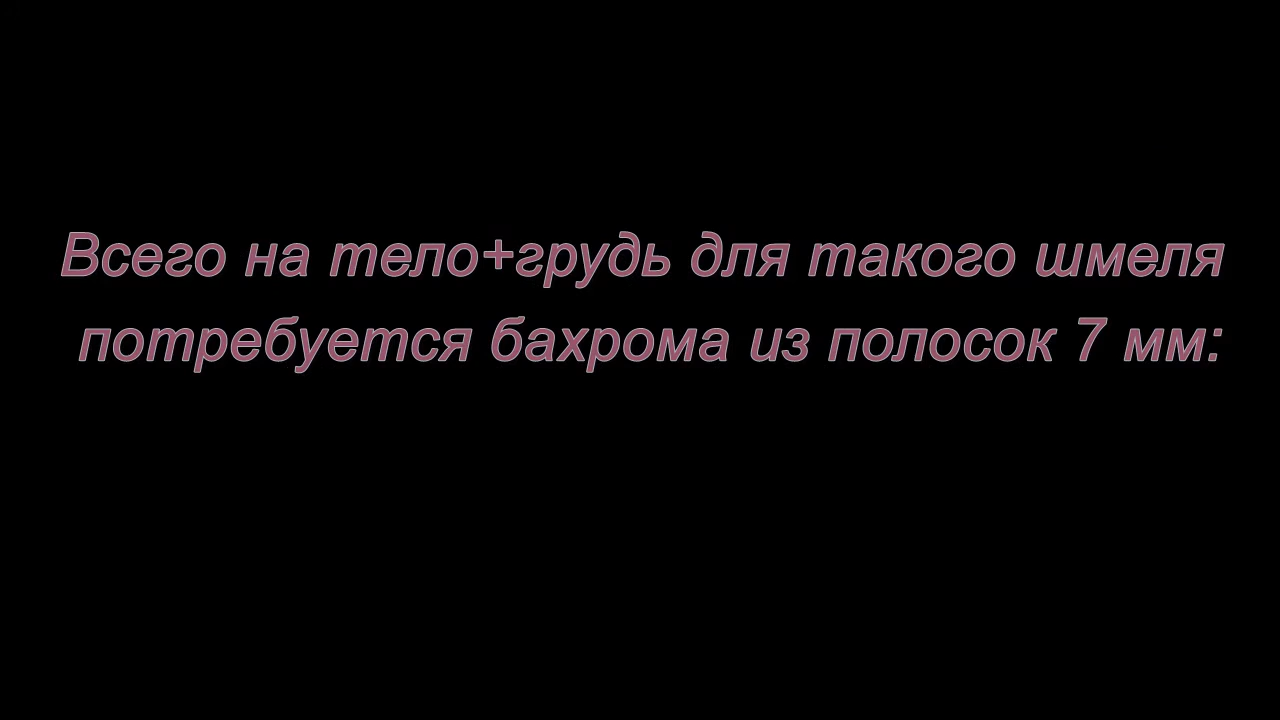 Всего на тело+грудь для такого шмеля
потребуется бахрома из полосок 7 мм: